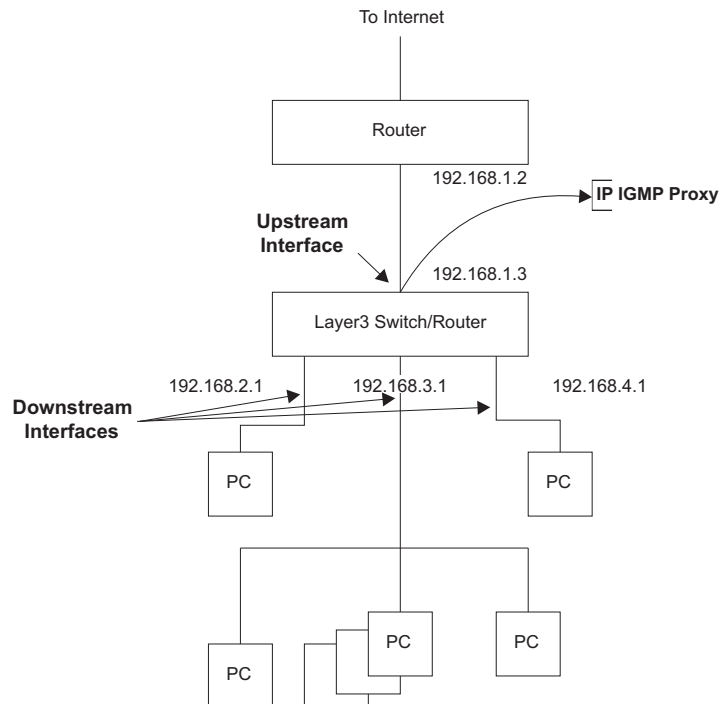 To Internet
Router
192.168.1.2
IP IGMP Proxy
Upstream
Interface
192.168.1.3
Layer3 Switch/Router
192.168.2.1
192.168.3.1
192.168.4.1
Downstream
Interfaces
PC
PC
PC
PC
PC